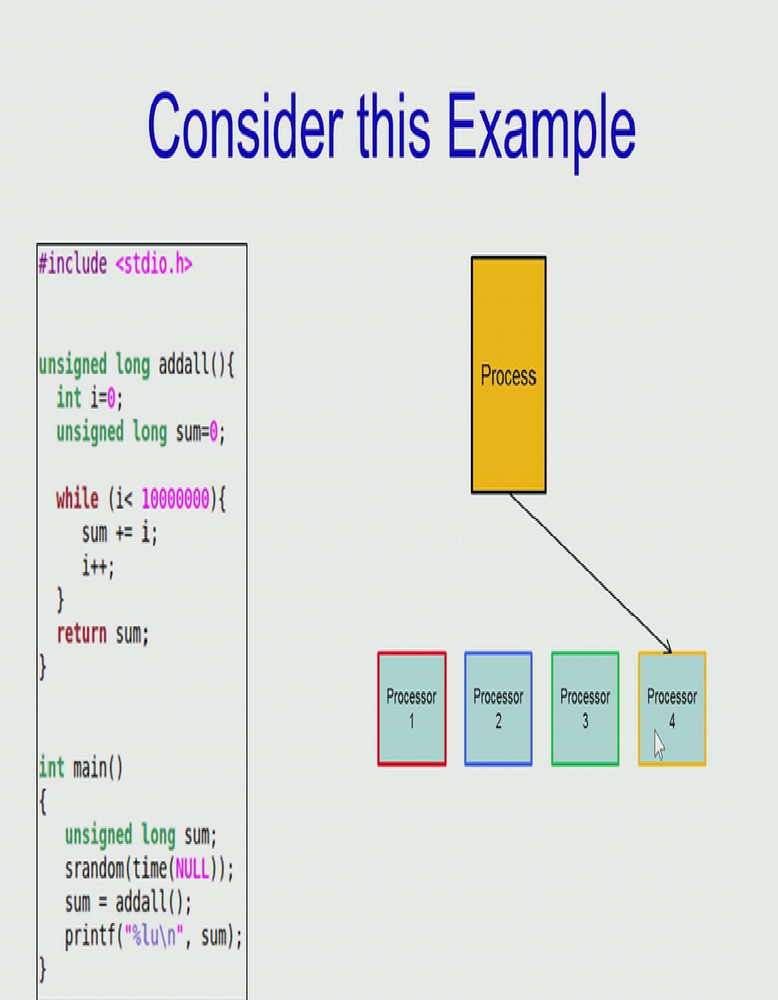 Consider this Example
#include <stdio.h>
unsigned long addall(){
int i=0;
unsigned long sum=0;
while (i< 10000000){
sum += i;
i++;
}
return sum;
}
int main()
{
unsigned long sum;
srandom(time(NULL));
sum = addall();
printf("%lu\n", sum);
}
Process
Processor
1
Processor
2
Processor
3
Processor
4